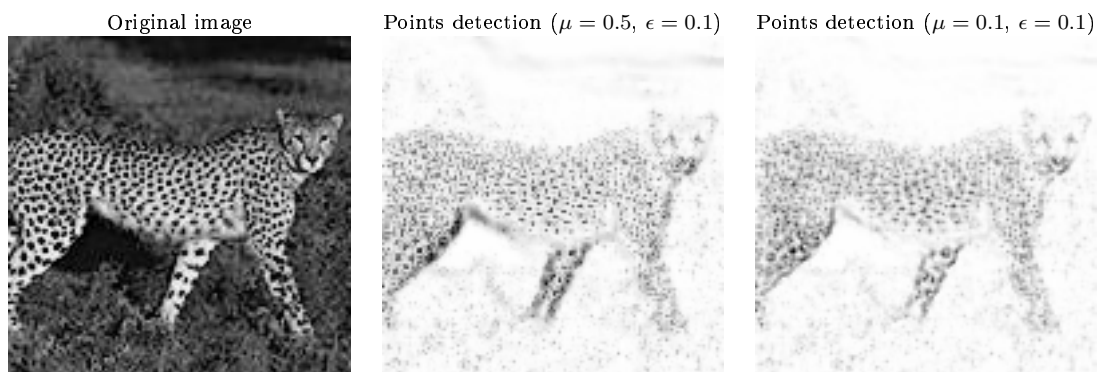 Original image
Points detection (μ = 0.5, ϵ = 0.1)
Points detection (μ = 0.1, ϵ = 0.1)